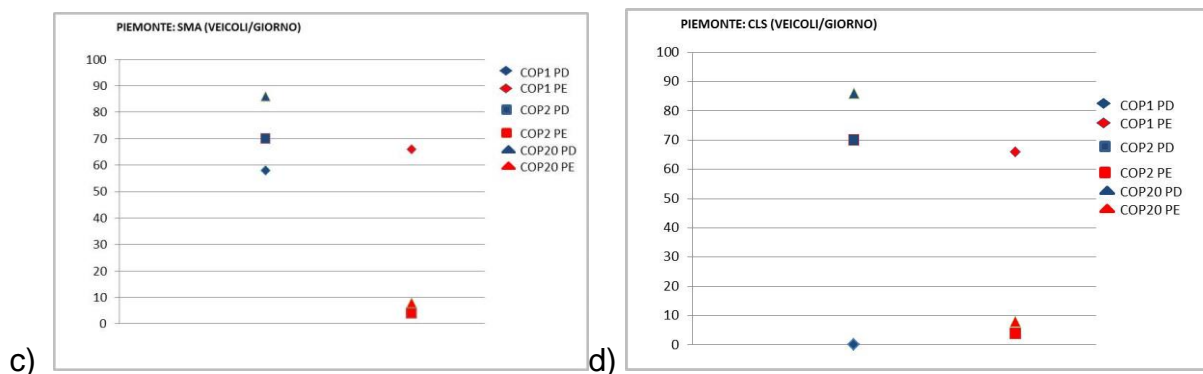 PIEMONTE: SMA (VEICOLI/GIORNO)
100
90
80
70
60
50
40
30
20
10
0
COP1 PD
COP1 PE
COP2 PD
COP2 PE
COP20 PD
COP20 PE
c)
PIEMONTE: CLS (VEICOLI/GIORNO)
100
90
80
70
60
50
40
30
20
10
0
COP1 PD
COP1 PE
COP2 PD
COP2 PE
COP20 PD
COP20 PE
d)